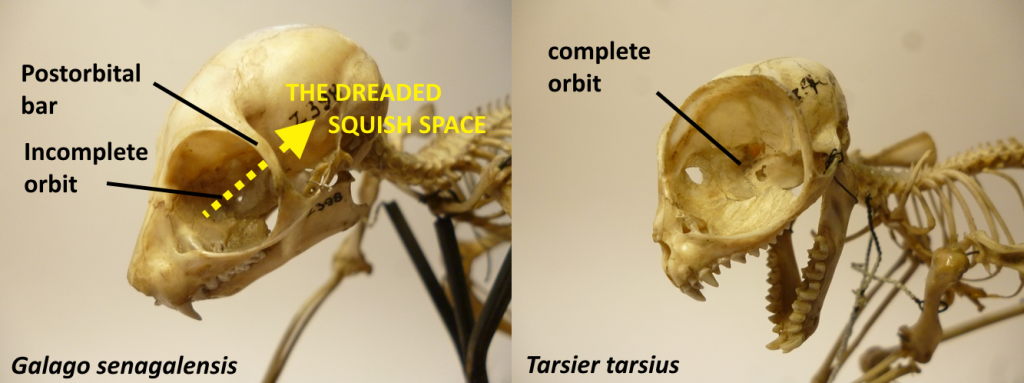 Postorbital
bar
THE DREADED
SQUISH SPACE
Incomplete
orbit
Galago senagalensis
complete
orbit
Tarsier tarsius